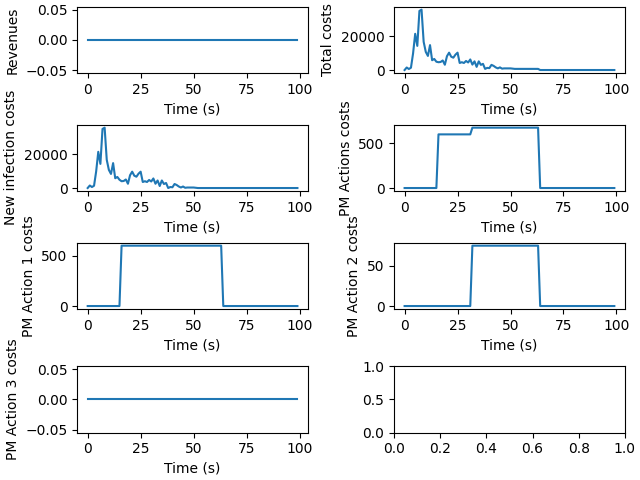 Revenues
0.05
0.00
−0.05
0 25 50 75 100
Time (s)
Total costs
20000
0
0 25 50 75 100
Time (s)
New infection costs
20000
0
0 25 50 75 100
Time (s)
PM Actions costs
500
0
0 25 50 75 100
Time (s)
PM Action 1 costs
500
0
0 25 50 75 100
Time (s)
PM Action 2 costs
50
0
0 25 50 75 100
Time (s)
PM Action 3 costs
0.05
0.00
−0.05
0 25 50 75 100
Time (s)
1.0
0.5
0.0
0.0 0.2 0.4 0.6 0.8 1.0